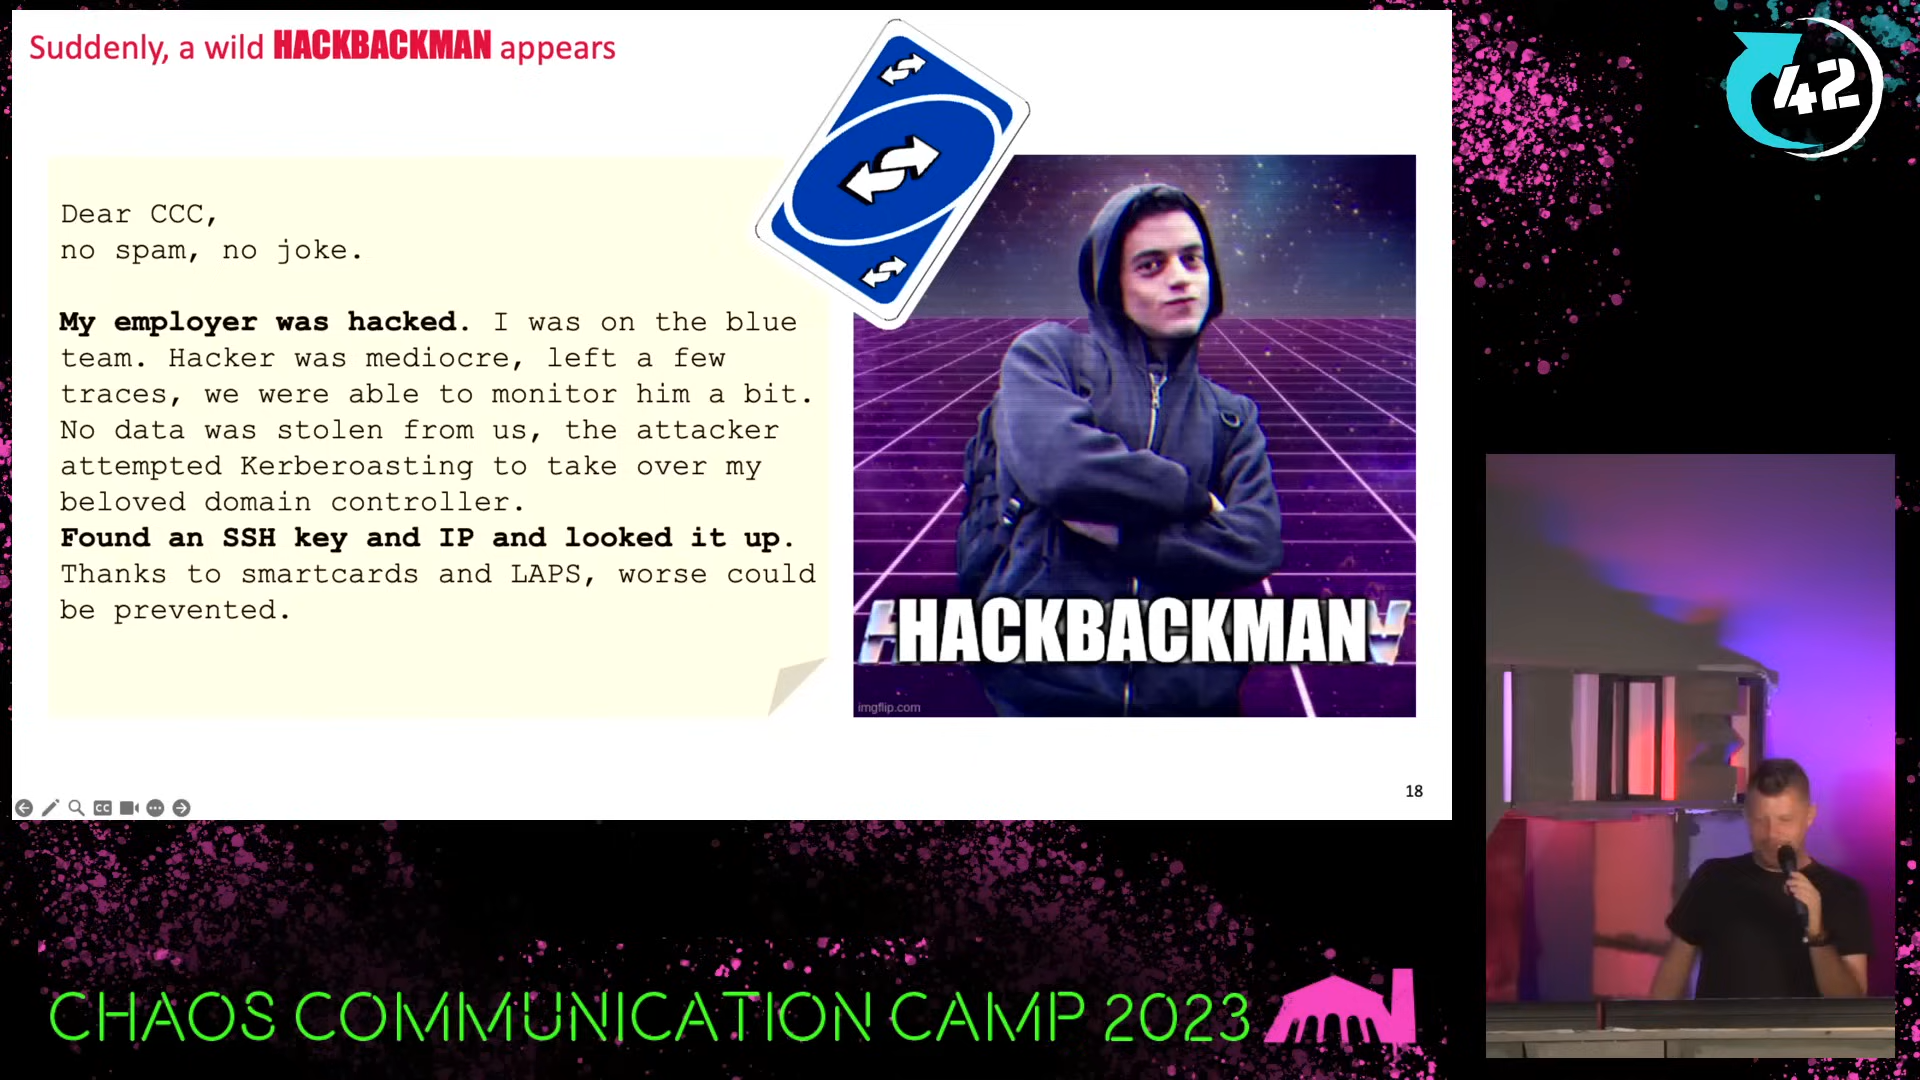 Suddenly, a wild HACKBACKMAN appears
42
Dear CCC,
no spam, no joke.
My employer was hacked. I was on the blue
team. Hacker was mediocre, left a few
traces, we were able to monitor him a bit.
No data was stolen from us, the attacker
attempted Kerberoasting to take over my
beloved domain controller.
Found an SSH key and IP and looked it up.
Thanks to smartcards and LAPS, worse could
be prevented.
HACKBACKMAN
imgflip.com
18
CC
CHAOS COMMUNICATION CAMP 2023